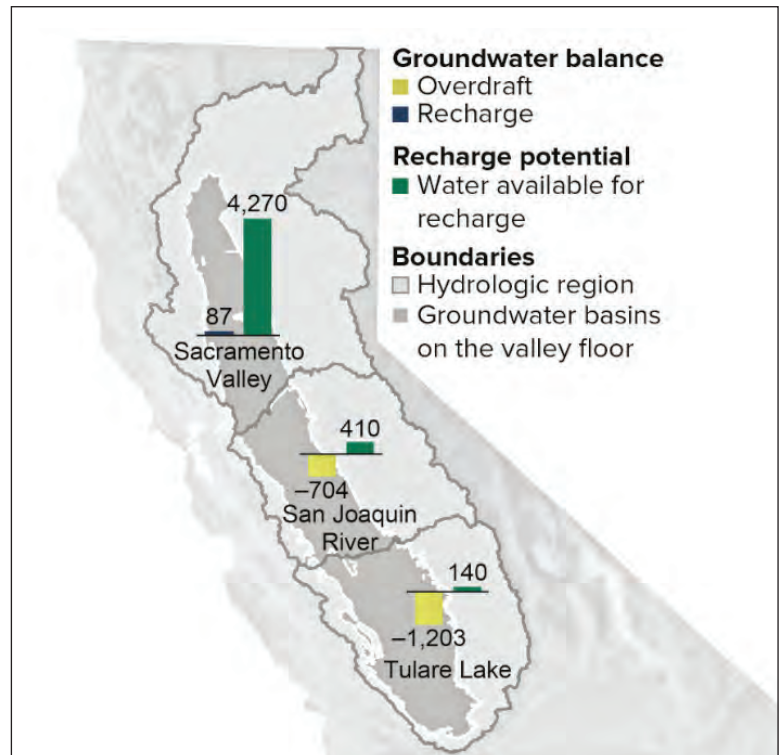 Groundwater balance
Overdraft
Recharge
Recharge potential
Water available for
recharge
Boundaries
Hydrologic region
Groundwater basins
on the valley floor
4,270
87
Sacramento
Valley
410
–704
San Joaquin
River
140
–1,203
Tulare Lake